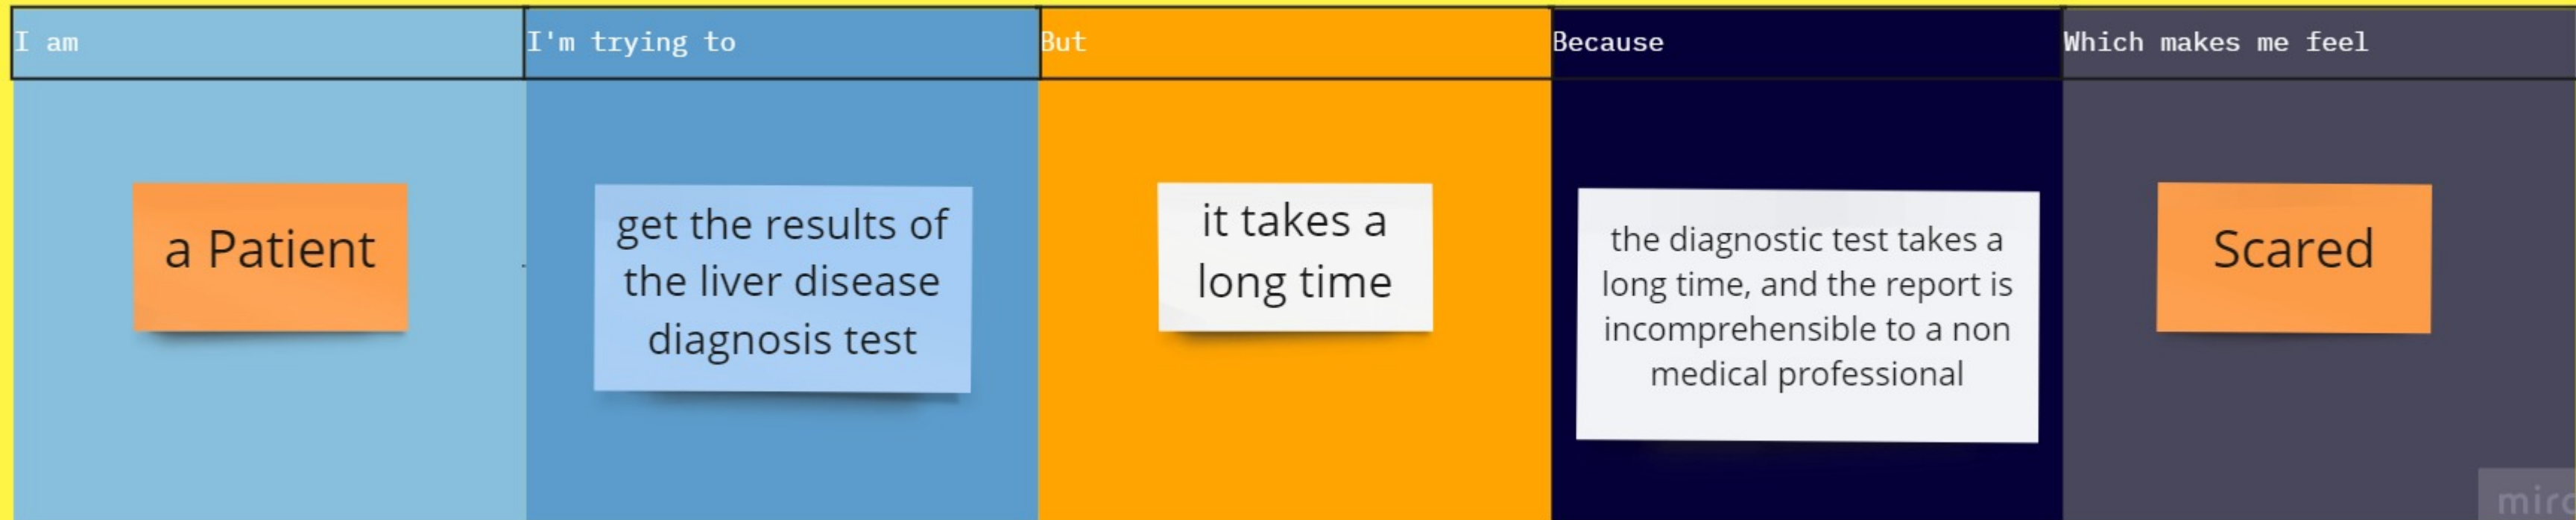 I am
I'm trying to
But
Because
Which makes me feel
a Patient
get the results of
the liver disease
diagnosis test
it takes a
long time
the diagnostic test takes a
long time, and the report is
incomprehensible to a non
medical professional
Scared